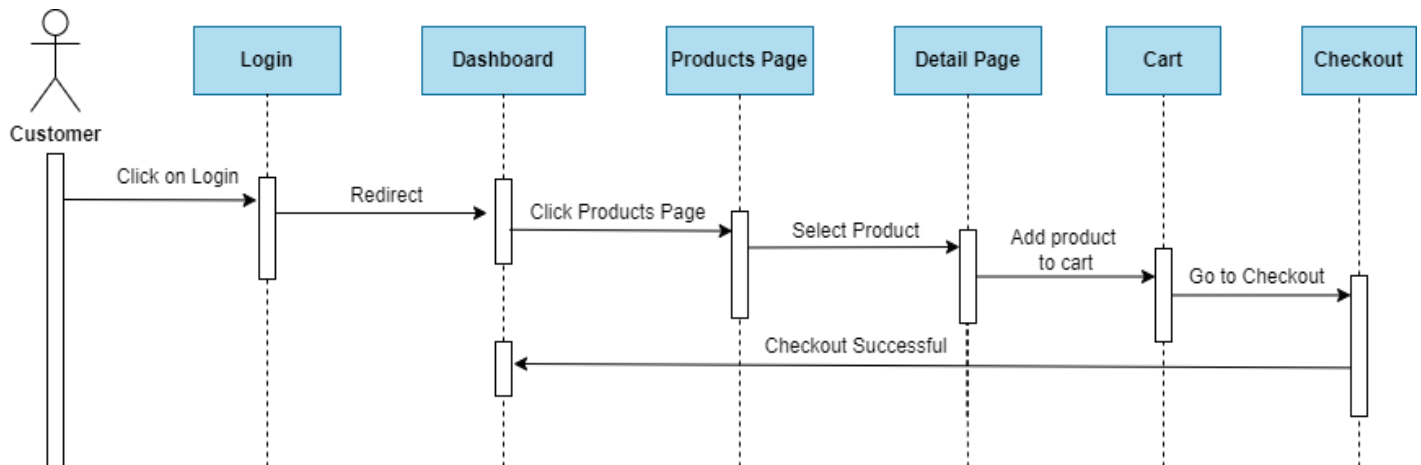 Login
Dashboard
Products Page
Detail Page
Cart
Checkout
Customer
Click on Login
Redirect
Click Products Page
Select Product
Add product
to cart
Go to Checkout
Checkout Successful